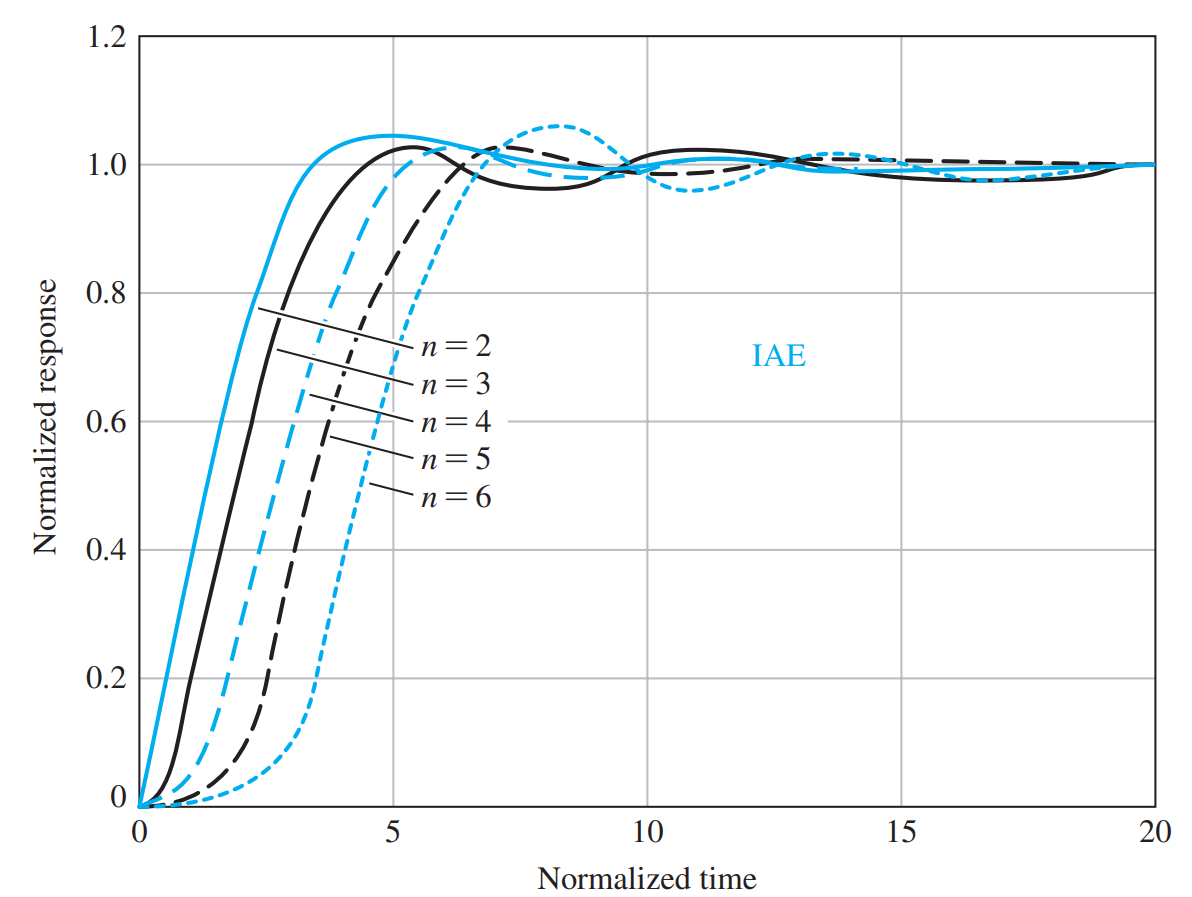 1.2
1.0
0.8
0.6
0.4
0.2
0
Normalized response
n = 2
n = 3
n = 4
n = 5
n = 6
IAE
0 5 10 15 20
Normalized time